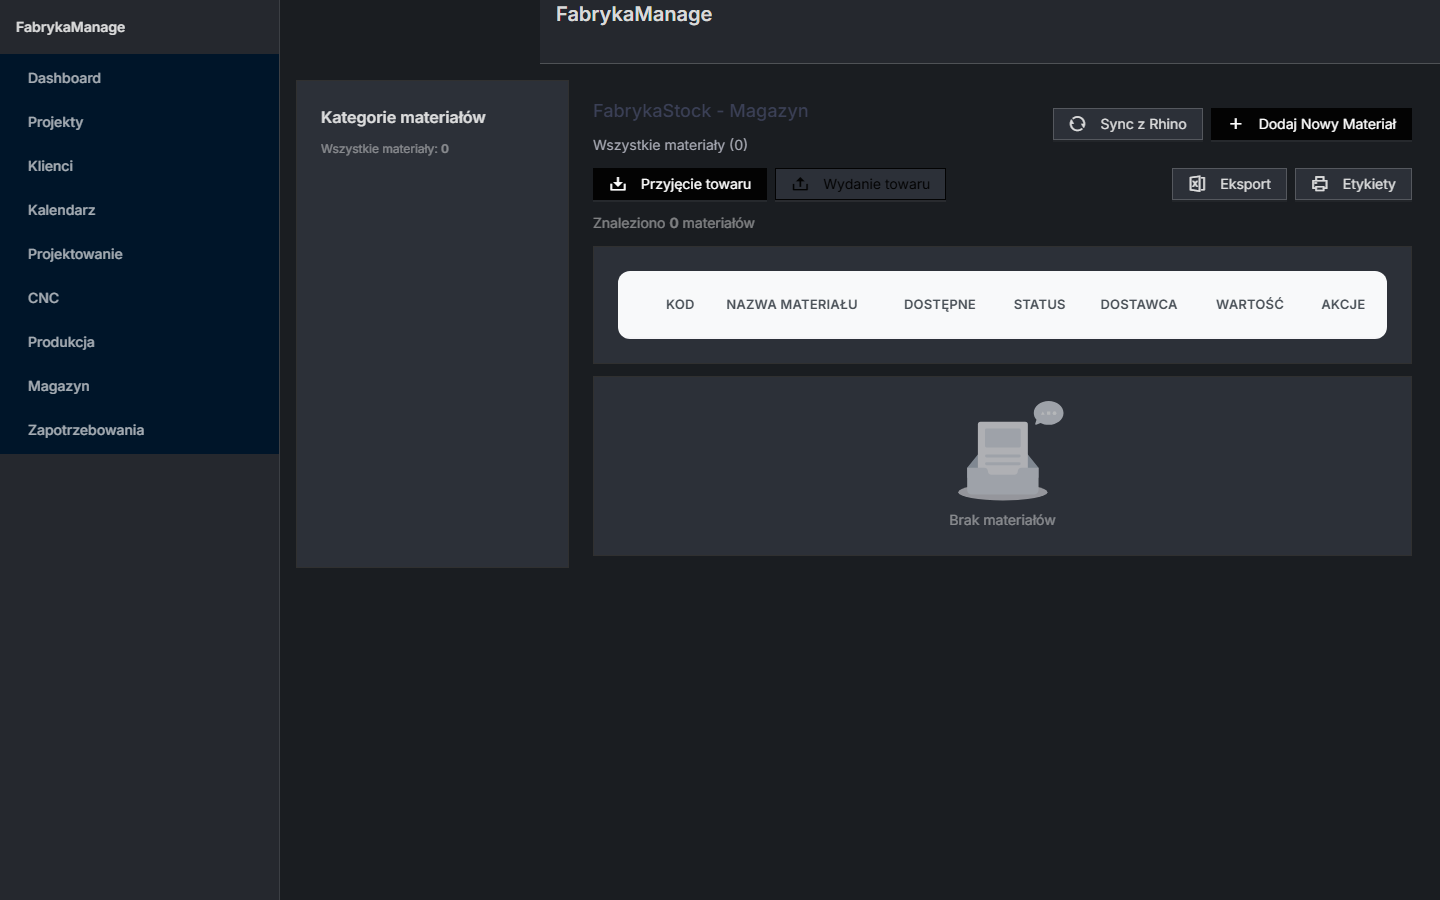 FabrykaManage
FabrykaManage
Dashboard
Projekty
Klienci
Kalendarz
Projektowanie
CNC
Produkcja
Magazyn
Zapotrzebowania
Kategorie materiałów
Wszystkie materiały: 0
FabrykaStock - Magazyn
Wszystkie materiały (0)
Sync z Rhino
Dodaj Nowy Materiał
Przyjęcie towaru
Wydanie towaru
Eksport
Etykiety
Znaleziono 0 materiałów
KOD NAZWA MATERIAŁU DOSTĘPNE STATUS DOSTAWCA WARTOŚĆ AKCJE
Brak materiałów